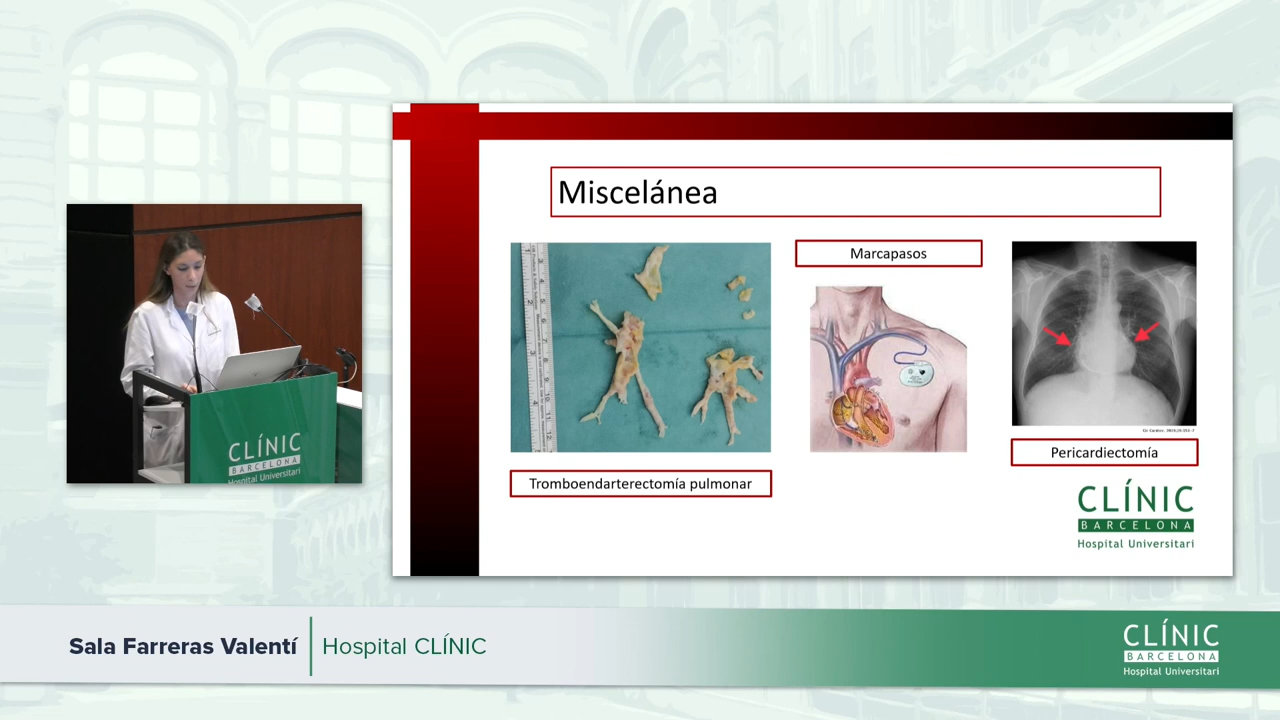 Miscelánea
Marcapasos
Tromboendarterectomía pulmonar
Pericardiectomía
CLÍNIC
BARCELONA
Hospital Universitari
CLÍNIC
BARCELONA
Hospital Universitari
Sala Farreras Valentí
Hospital CLÍNIC
CLÍNIC
BARCELONA
Hospital Universitari